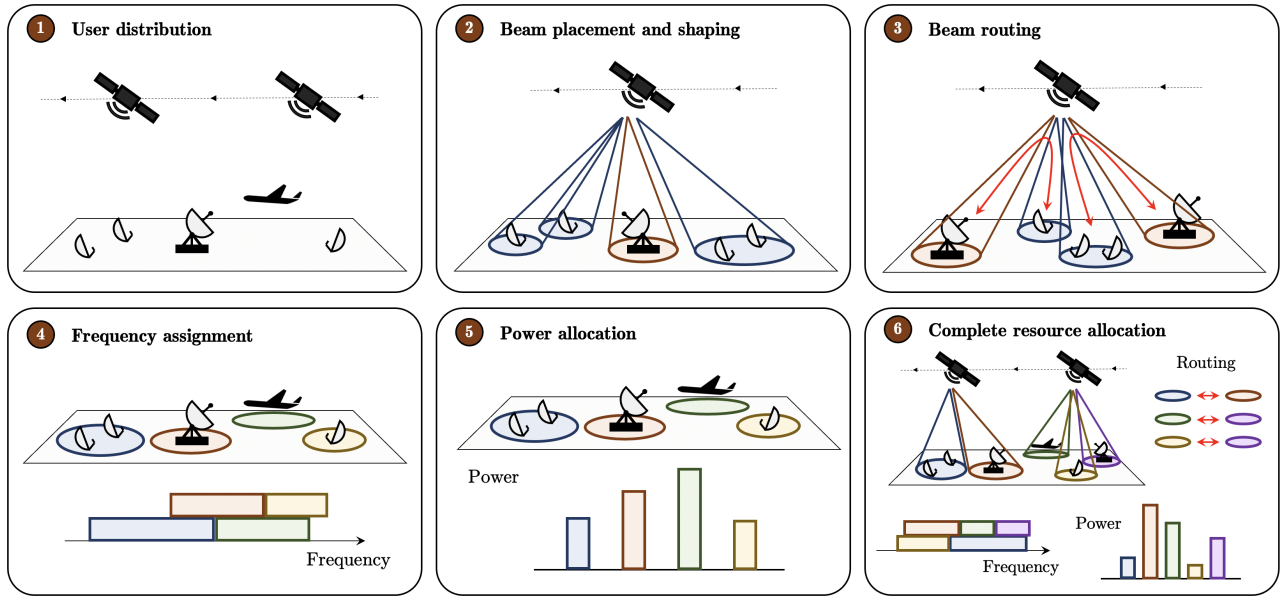 1 User distribution
2 Beam placement and shaping
3 Beam routing
4 Frequency assignment
Frequency
5 Power allocation
Power
6 Complete resource allocation
Routing
Power
Frequency